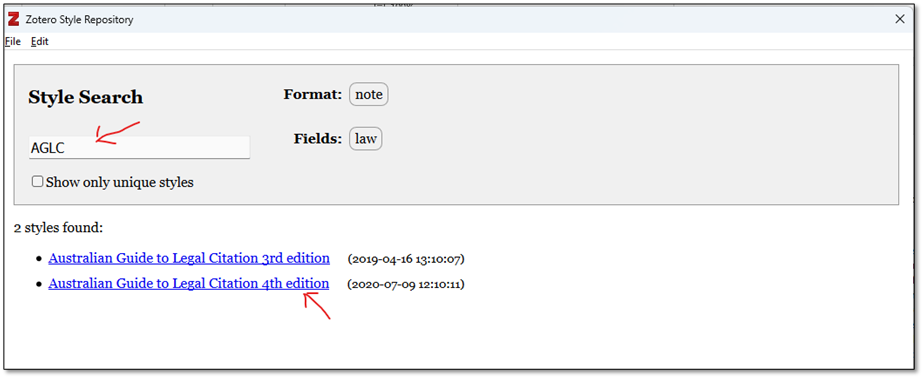 Zotero Style Repository
File Edit
Style Search
Format: note
AGLC
Fields: law
Show only unique styles
2 styles found:
Australian Guide to Legal Citation 3rd edition (2019-04-16 13:10:07)
Australian Guide to Legal Citation 4th edition (2020-07-09 12:10:11)